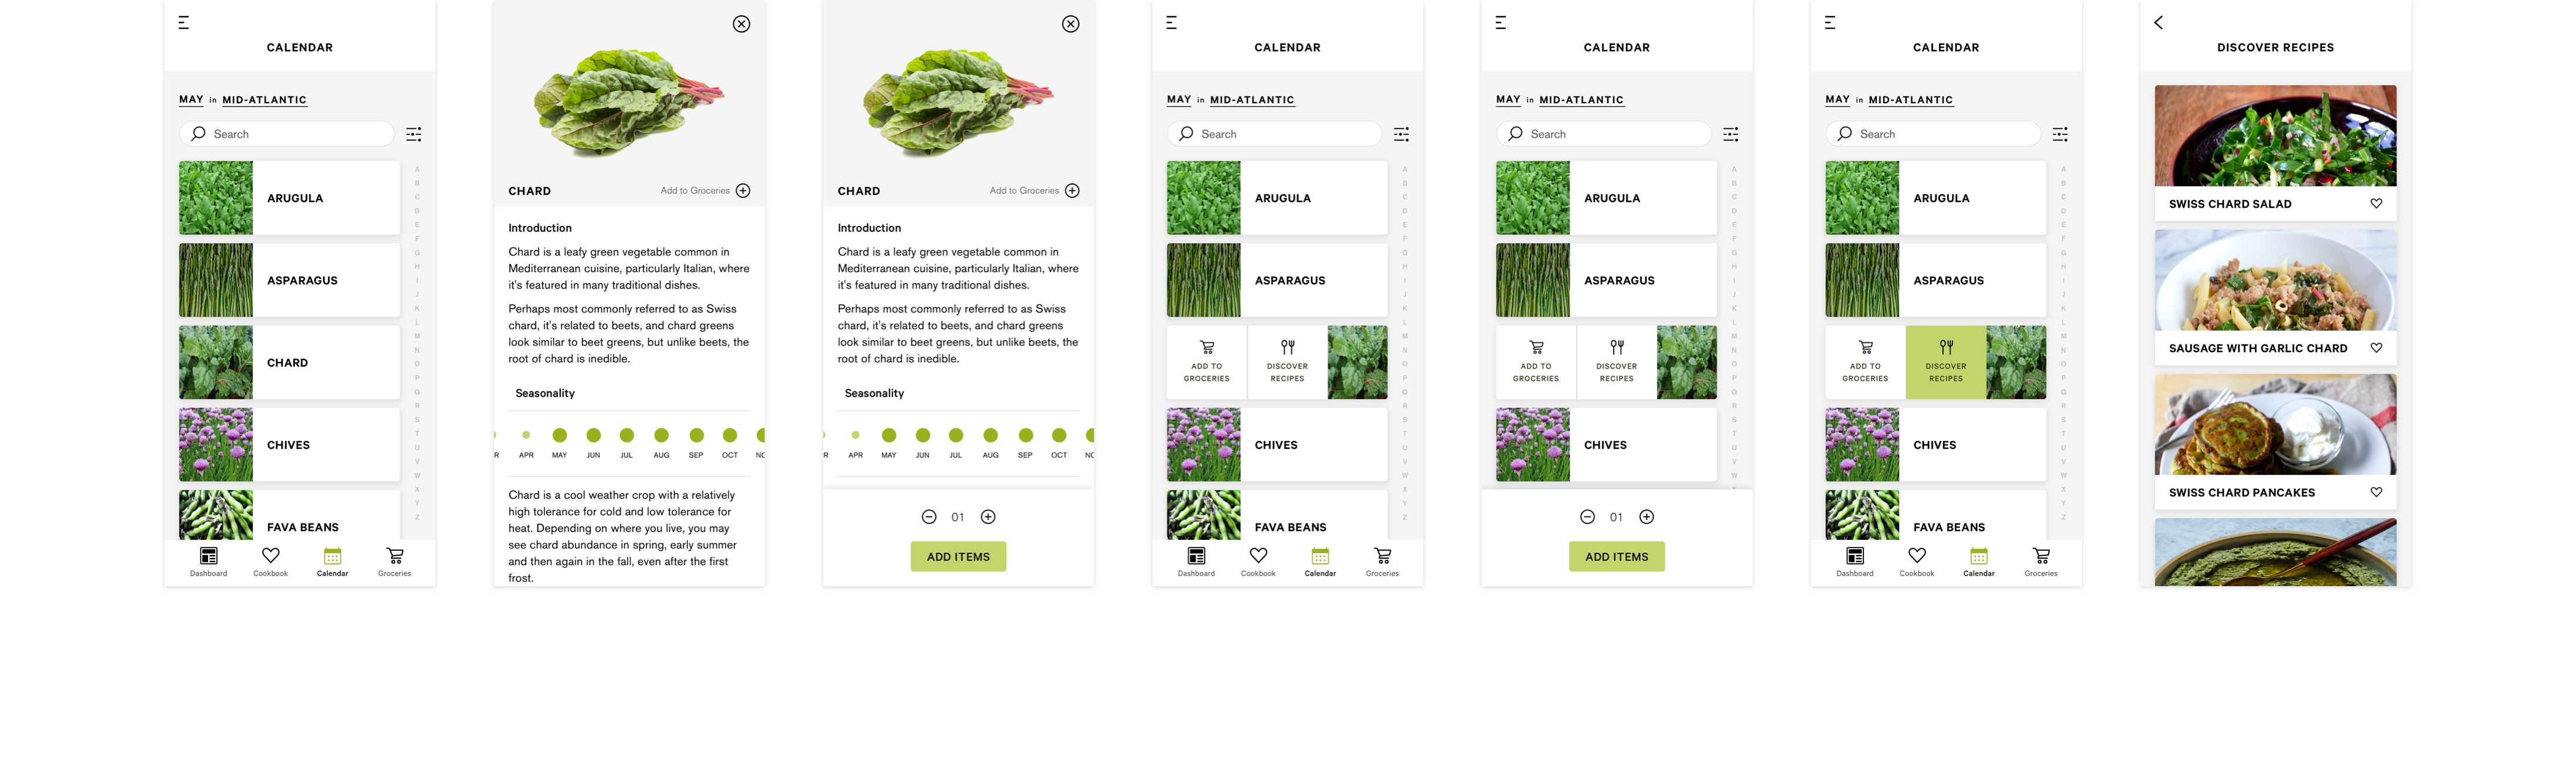 CALENDAR
MAY in MID-ATLANTIC
Search
ARUGULA
ASPARAGUS
CHARD
CHIVES
FAVA BEANS
A
B
C
D
E
F
G
H
I
J
K
L
M
N
O
P
Q
R
S
T
U
V
W
X
Y
Z
Dashboard Cookbook Calendar Groceries
CHARD Add to Groceries
Introduction
Chard is a leafy green vegetable common in
Mediterranean cuisine, particularly Italian, where
it's featured in many traditional dishes.
Perhaps most commonly referred to as Swiss
chard, it's related to beets, and chard greens
look similar to beet greens, but unlike beets, the
root of chard is inedible.
Seasonality
R APR MAY JUN JUL AUG SEP OCT NO
Chard is a cool weather crop with a relatively
high tolerance for cold and low tolerance for
heat. Depending on where you live, you may
see chard abundance in spring, early summer
and then again in the fall, even after the first
frost.
CHARD Add to Groceries
Introduction
Chard is a leafy green vegetable common in
Mediterranean cuisine, particularly Italian, where
it's featured in many traditional dishes.
Perhaps most commonly referred to as Swiss
chard, it's related to beets, and chard greens
look similar to beet greens, but unlike beets, the
root of chard is inedible.
Seasonality
R APR MAY JUN JUL AUG SEP OCT NO
01
ADD ITEMS
CALENDAR
MAY in MID-ATLANTIC
Search
ARUGULA
ASPARAGUS
ADD TO
GROCERIES
DISCOVER
RECIPES
CHIVES
FAVA BEANS
A
B
C
D
E
F
G
H
I
J
K
L
M
N
O
P
Q
R
S
T
U
V
W
X
Y
Z
Dashboard Cookbook Calendar Groceries
CALENDAR
MAY in MID-ATLANTIC
Search
ARUGULA
ASPARAGUS
ADD TO
GROCERIES
DISCOVER
RECIPES
CHIVES
A
B
C
D
E
F
G
H
I
J
K
L
M
N
O
P
Q
R
S
T
U
V
W
X
01
ADD ITEMS
CALENDAR
MAY in MID-ATLANTIC
Search
ARUGULA
ASPARAGUS
ADD TO
GROCERIES
DISCOVER
RECIPES
CHIVES
FAVA BEANS
A
B
C
D
E
F
G
H
I
J
K
L
M
N
O
P
Q
R
S
T
U
V
W
X
Y
Z
Dashboard Cookbook Calendar Groceries
DISCOVER RECIPES
SWISS CHARD SALAD
SAUSAGE WITH GARLIC CHARD
SWISS CHARD PANCAKES